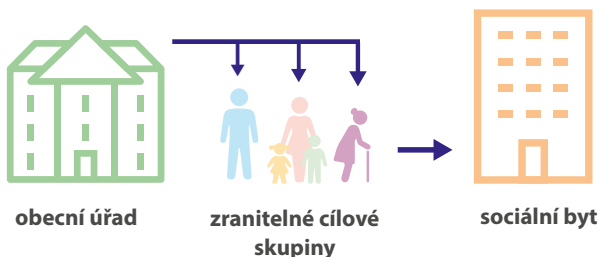 obecní úřad
zranitelné cílové
skupiny
sociální byt